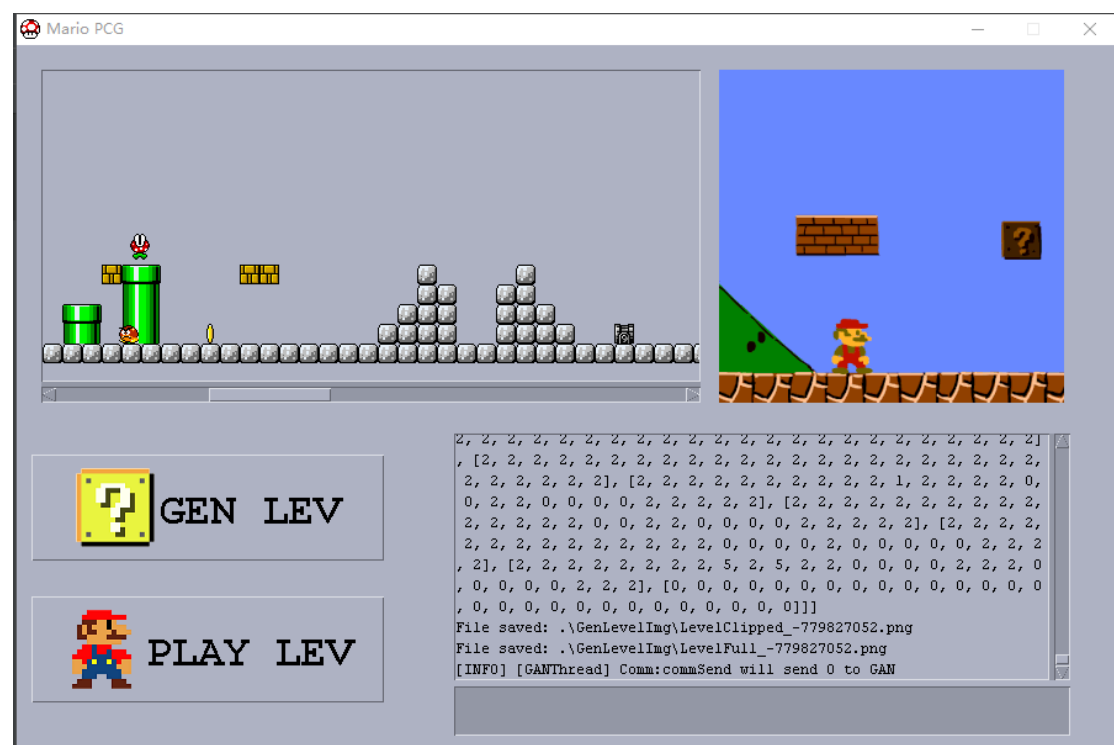 Mario PCG
?
?
GEN LEV
PLAY LEV
2, 2, 2, 2, 2, 2, 2, 2, 2, 2, 2, 2, 2, 2, 2, 2, 2, 2, 2, 2, 2, 2, 2]
, [2, 2, 2, 2, 2, 2, 2, 2, 2, 2, 2, 2, 2, 2, 2, 2, 2, 2, 2, 2, 2, 2,
2, 2, 2, 2, 2, 2], [2, 2, 2, 2, 2, 2, 2, 2, 2, 2, 1, 2, 2, 2, 2, 0,
0, 2, 2, 0, 0, 0, 0, 2, 2, 2, 2, 2], [2, 2, 2, 2, 2, 2, 2, 2, 2, 2,
2, 2, 2, 2, 2, 0, 0, 2, 2, 0, 0, 0, 0, 2, 2, 2, 2, 2], [2, 2, 2, 2,
2, 2, 2, 2, 2, 2, 2, 2, 2, 2, 0, 0, 0, 0, 2, 0, 0, 0, 0, 0, 2, 2, 2
, 2], [2, 2, 2, 2, 2, 2, 2, 2, 5, 2, 5, 2, 2, 0, 0, 0, 0, 2, 2, 2, 0
, 0, 0, 0, 0, 2, 2, 2], [0, 0, 0, 0, 0, 0, 0, 0, 0, 0, 0, 0, 0, 0, 0
, 0, 0, 0, 0, 0, 0, 0, 0, 0, 0, 0, 0, 0]]]
File saved: .\GenLevelImg\LevelClipped_-779827052.png
File saved: .\GenLevelImg\LevelFull_-779827052.png
[INFO] [GANThread] Comm:commSend will send 0 to GAN